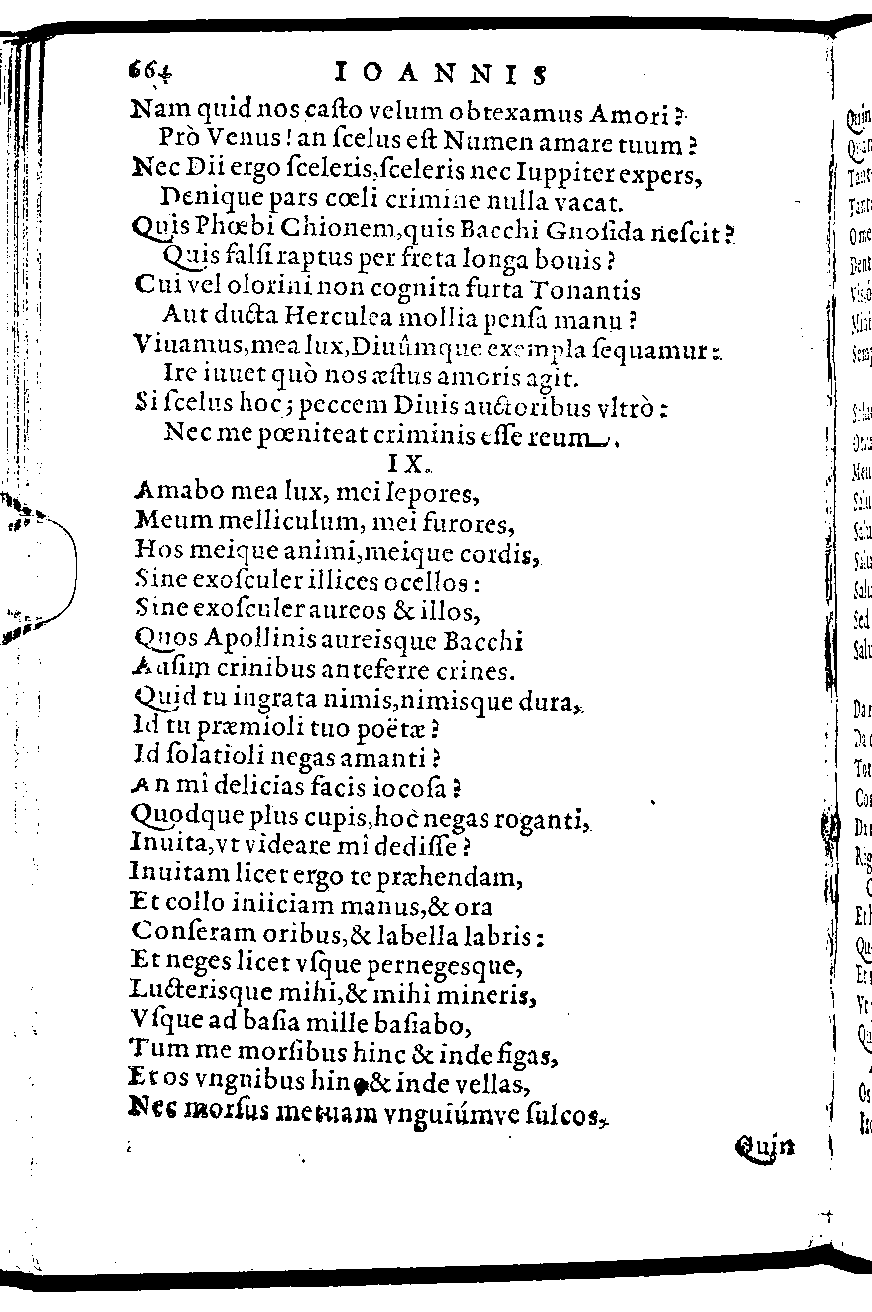 664 IOANNIS
Nam quid nos caſto velum obtexamus Amori?
Prò Venus! an ſcelus eſt Numen amare tuum?
Nec Dii ergo ſceleris,ſceleris nec Iuppiter expers,
Denique pars cœli crimine nulla vacat.
Quis Phœbi Chionem,quis Bacchi Gnoſida neſcit?
Quis falſi raptus per freta longa bouis?
Cui vel olorini non cognita furta Tonantis
Aut ducta Herculea mollia penſa manu?
Viuamus,mea lux,Diuûmque exempla ſequamur:
Ire iuuet quò nos æſtus amoris agit.
Si ſcelus hoc; peccem Diuis auctoribus vltrò:
Nec me pœniteat criminis eſſe reum.
IX.
Amabo mea lux, mei lepores,
Meum melliculum, mei furores,
Hos meique animi,meique cordis,
Sine exoſculer illices ocellos:
Sine exoſculer aureos & illos,
Quos Apollinis aureisque Bacchi
Auſim crinibus anteferre crines.
Quid tu ingrata nimis,nimisque dura,
Id tu præmioli tuo poëtæ?
Id ſolatioli negas amanti?
An mî delicias facis iocoſa?
Quodque plus cupis,hoc negas roganti,
Inuita,vt videare mî dediſſe?
Inuitam licet ergo te præhendam,
Et collo iniiciam manus,& ora
Conſeram oribus,& labella labris:
Et neges licet vſque pernegesque,
Lucterisque mihi,& mihi mineris,
Vſque ad baſia mille baſiabo,
Tum me morſibus hinc & inde figas,
Et os vngnibus hinc & inde vellas,
Nec morſus metuam vnguiúmve ſulcos,
Quin